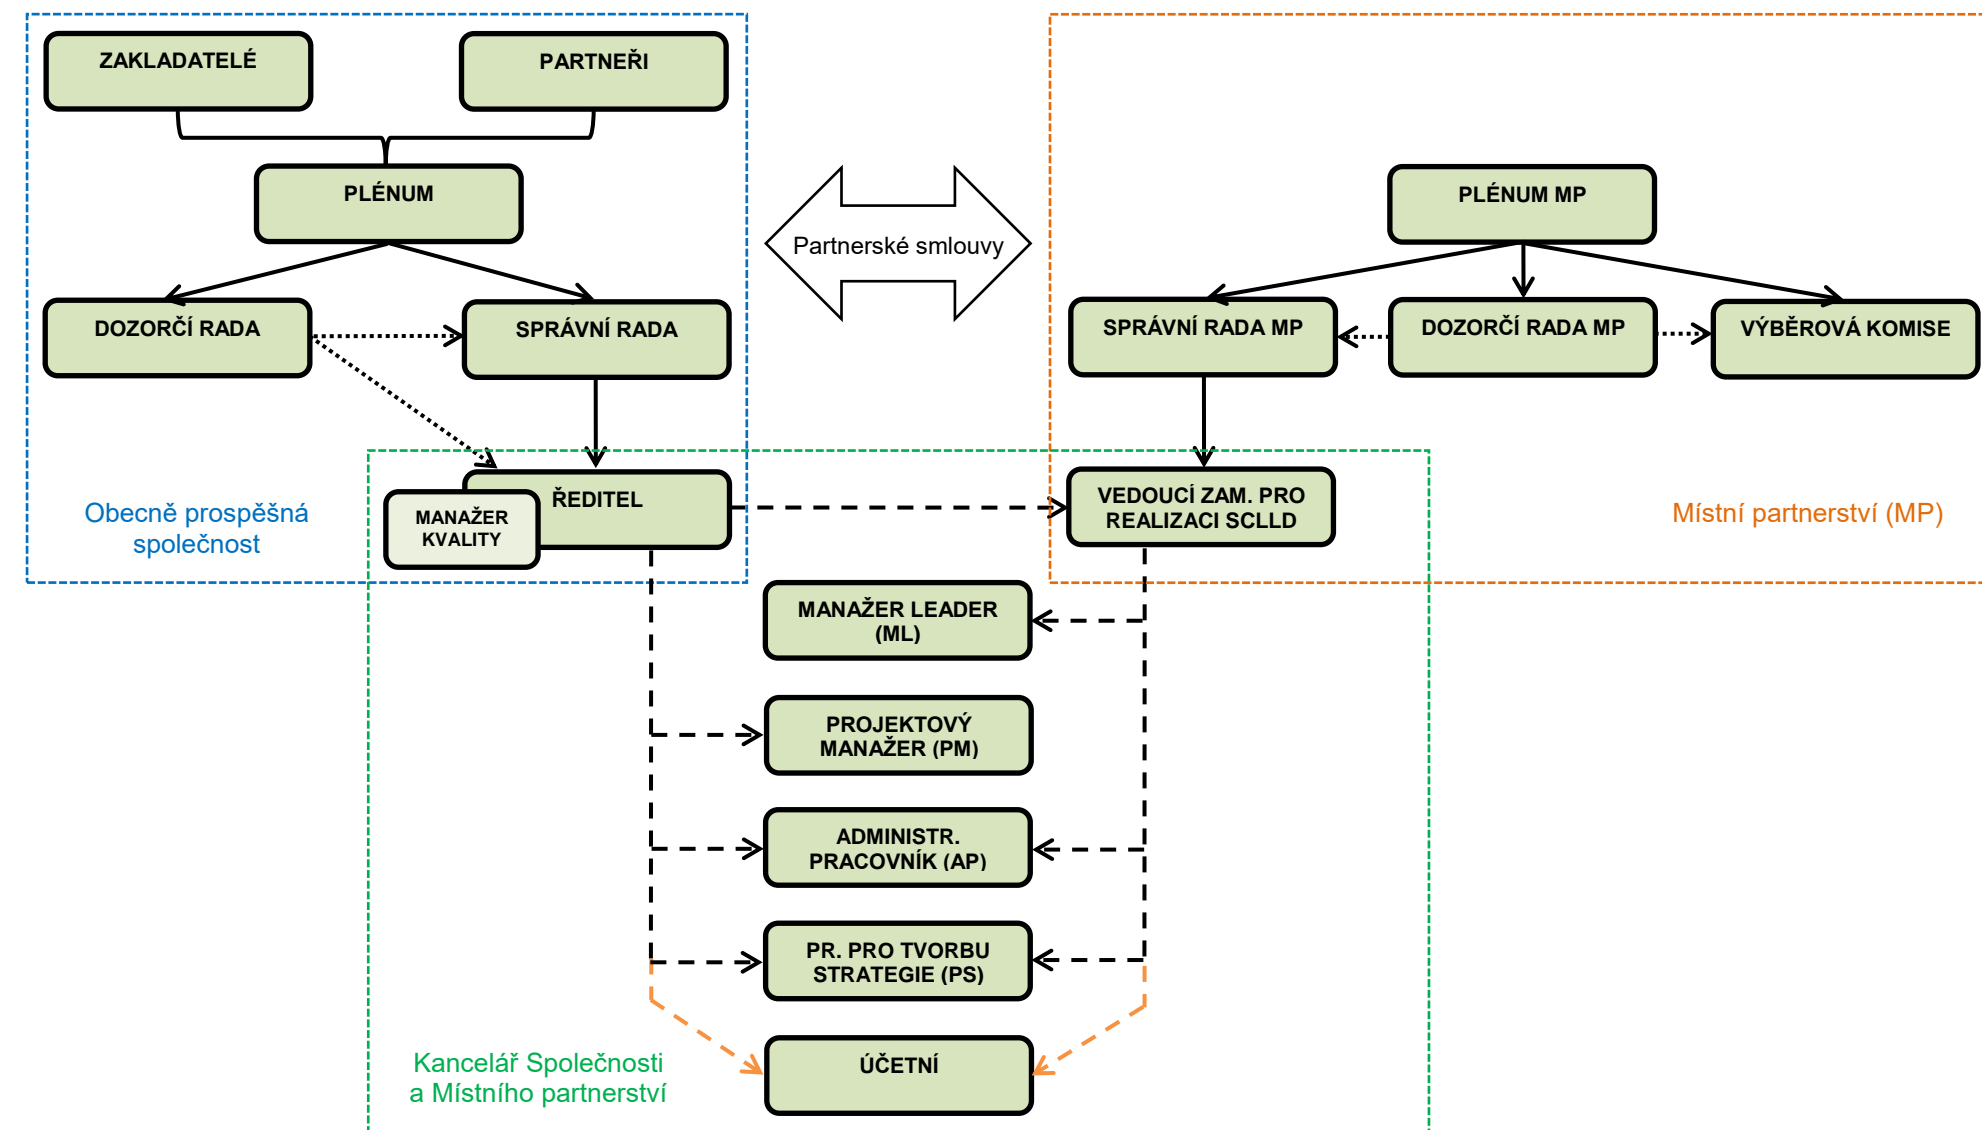 ZAKLADATELÉ
PARTNEŘI
PLÉNUM
DOZORČÍ RADA
SPRÁVNÍ RADA
Partnerské smlouvy
PLÉNUM MP
SPRÁVNÍ RADA MP
DOZORČÍ RADA MP
VÝBĚROVÁ KOMISE
Obecně prospěšná
společnost
ŘEDITEL
MANAŽER
KVALITY
VEDOUCÍ ZAM. PRO
REALIZACI SCLLD
Místní partnerství (MP)
MANAŽER LEADER
(ML)
PROJEKTOVÝ
MANAŽER (PM)
ADMINISTR.
PRACOVNÍK (AP)
PR. PRO TVORBU
STRATEGIE (PS)
ÚČETNÍ
Kancelář Společnosti
a Místního partnerství